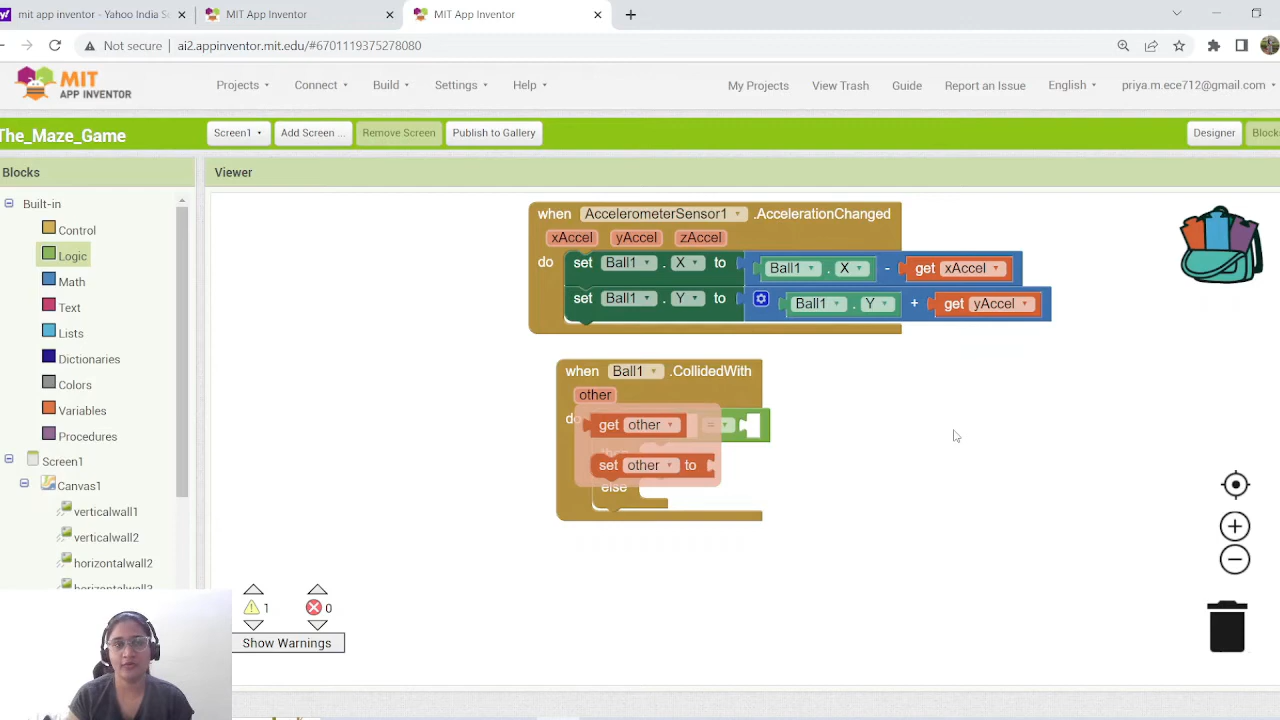 mit app inventor - Yahoo India S
MIT App Inventor
MIT App Inventor
Not secure
ai2.appinventor.mit.edu/#6701119375278080
MIT
APP INVENTOR
Projects
Connect
Build
Settings
Help
My Projects
View Trash
Guide
Report an Issue
English
priya.m.ece712@gmail.com
The_Maze_Game
Screen1
Add Screen ...
Remove Screen
Publish to Gallery
Designer
Blocks
Blocks
Viewer
Built-in
Control
Logic
Math
Text
Lists
Dictionaries
Colors
Variables
Procedures
Screen1
Canvas1
verticalwall1
verticalwall2
horizontalwall2
horizontalwall3
when AccelerometerSensor1 .AccelerationChanged
xAccel yAccel zAccel
do set Ball1 . X to Ball1 . X - get xAccel
set Ball1 . Y to Ball1 . Y + get yAccel
when Ball1 .CollidedWith
other
do get other =
then
set other to
else
1
0
Show Warnings